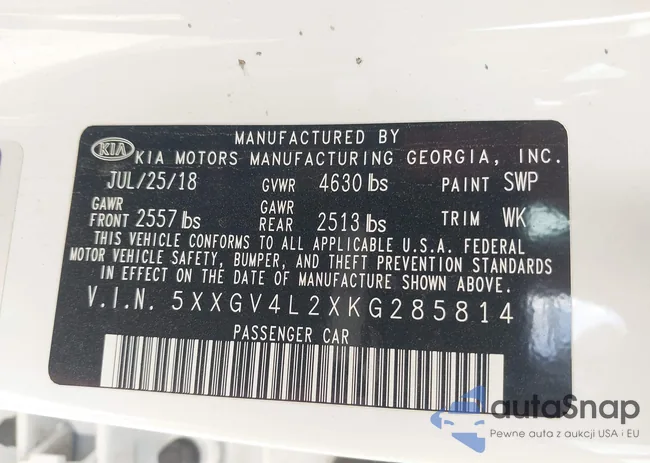 MANUFACTURED BY
KIA KIA MOTORS MANUFACTURING GEORGIA, INC.
JUL/25/18 GVWR 4630 lbs PAINT SWP
GAWR FRONT 2557 lbs GAWR REAR 2513 lbs TRIM WK
THIS VEHICLE CONFORMS TO ALL APPLICABLE U.S.A. FEDERAL
MOTOR VEHICLE SAFETY, BUMPER, AND THEFT PREVENTION STANDARDS
IN EFFECT ON THE DATE OF MANUFACTURE SHOWN ABOVE.
V.I.N. 5XXGV4L2XKG285814
PASSENGER CAR
autaSnap
Pewne auta z aukcji USA i EU